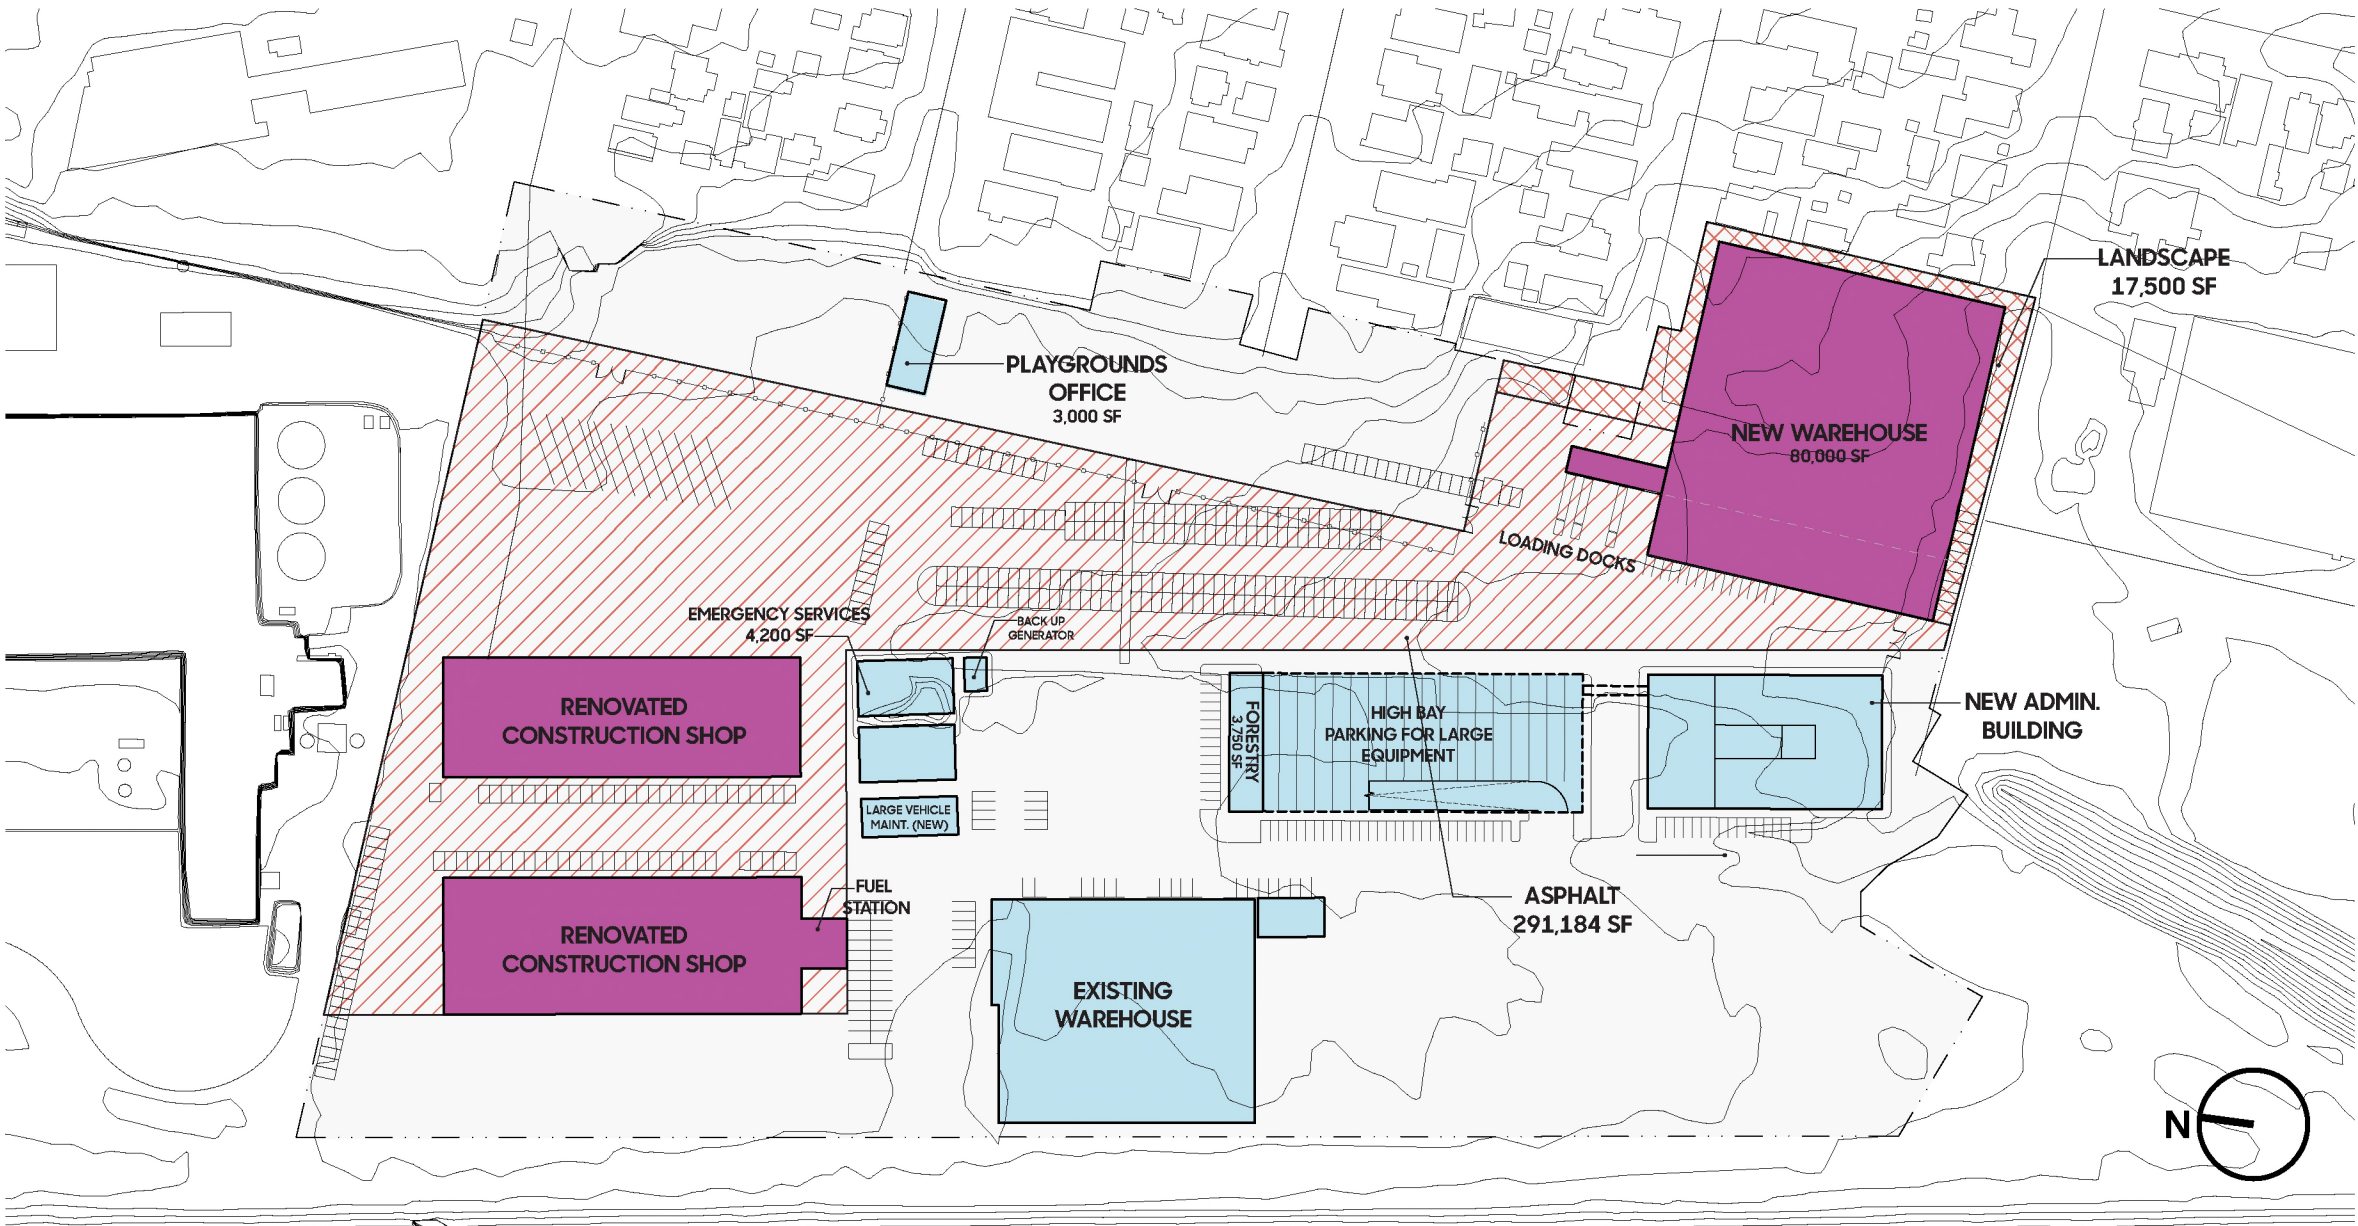 LANDSCAPE
17,500 SF
PLAYGROUNDS
OFFICE
3,000 SF
NEW WAREHOUSE
80,000 SF
LOADING DOCKS
EMERGENCY SERVICES
4,200 SF
BACK UP
GENERATOR
RENOVATED
CONSTRUCTION SHOP
FORESTRY
3,750 SF
HIGH BAY
PARKING FOR LARGE
EQUIPMENT
NEW ADMIN.
BUILDING
LARGE VEHICLE
MAINT. (NEW)
FUEL
STATION
ASPHALT
291,184 SF
RENOVATED
CONSTRUCTION SHOP
EXISTING
WAREHOUSE
N